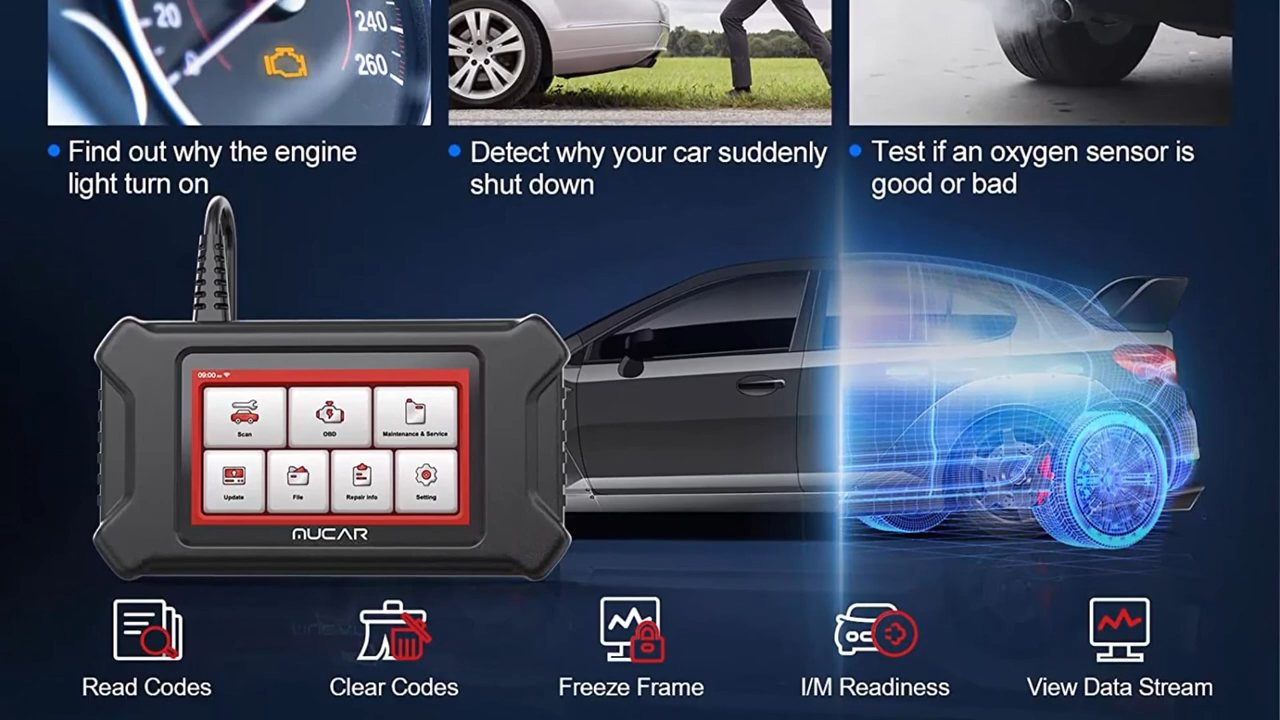 20
0
240
260
Find out why the engine
light turn on
Detect why your car suddenly
shut down
Test if an oxygen sensor is
good or bad
09:00 AM
Scan
OBD
Maintenance & Service
Update
File
Repair Info
Setting
MUCAR
Read Codes
Clear Codes
Freeze Frame
I/M Readiness
View Data Stream